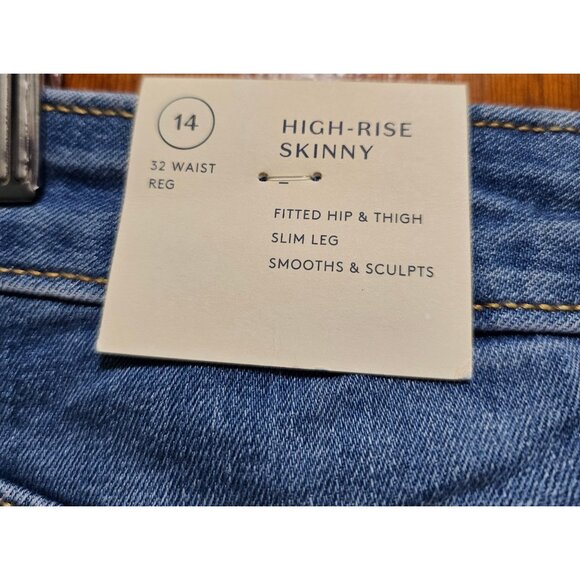 14
32 WAIST
REG
HIGH-RISE
SKINNY
FITTED HIP & THIGH
SLIM LEG
SMOOTHS & SCULPTS